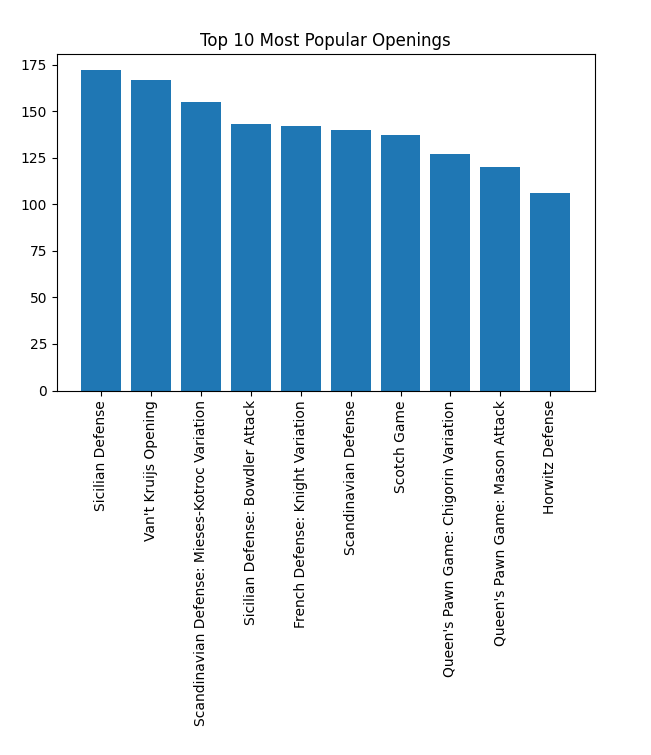 Top 10 Most Popular Openings
175
150
125
100
75
50
25
0
Sicilian Defense
Van't Kruijs Opening
Scandinavian Defense: Mieses-Kotroc Variation
Sicilian Defense: Bowdler Attack
French Defense: Knight Variation
Scandinavian Defense
Scotch Game
Queen's Pawn Game: Chigorin Variation
Queen's Pawn Game: Mason Attack
Horwitz Defense